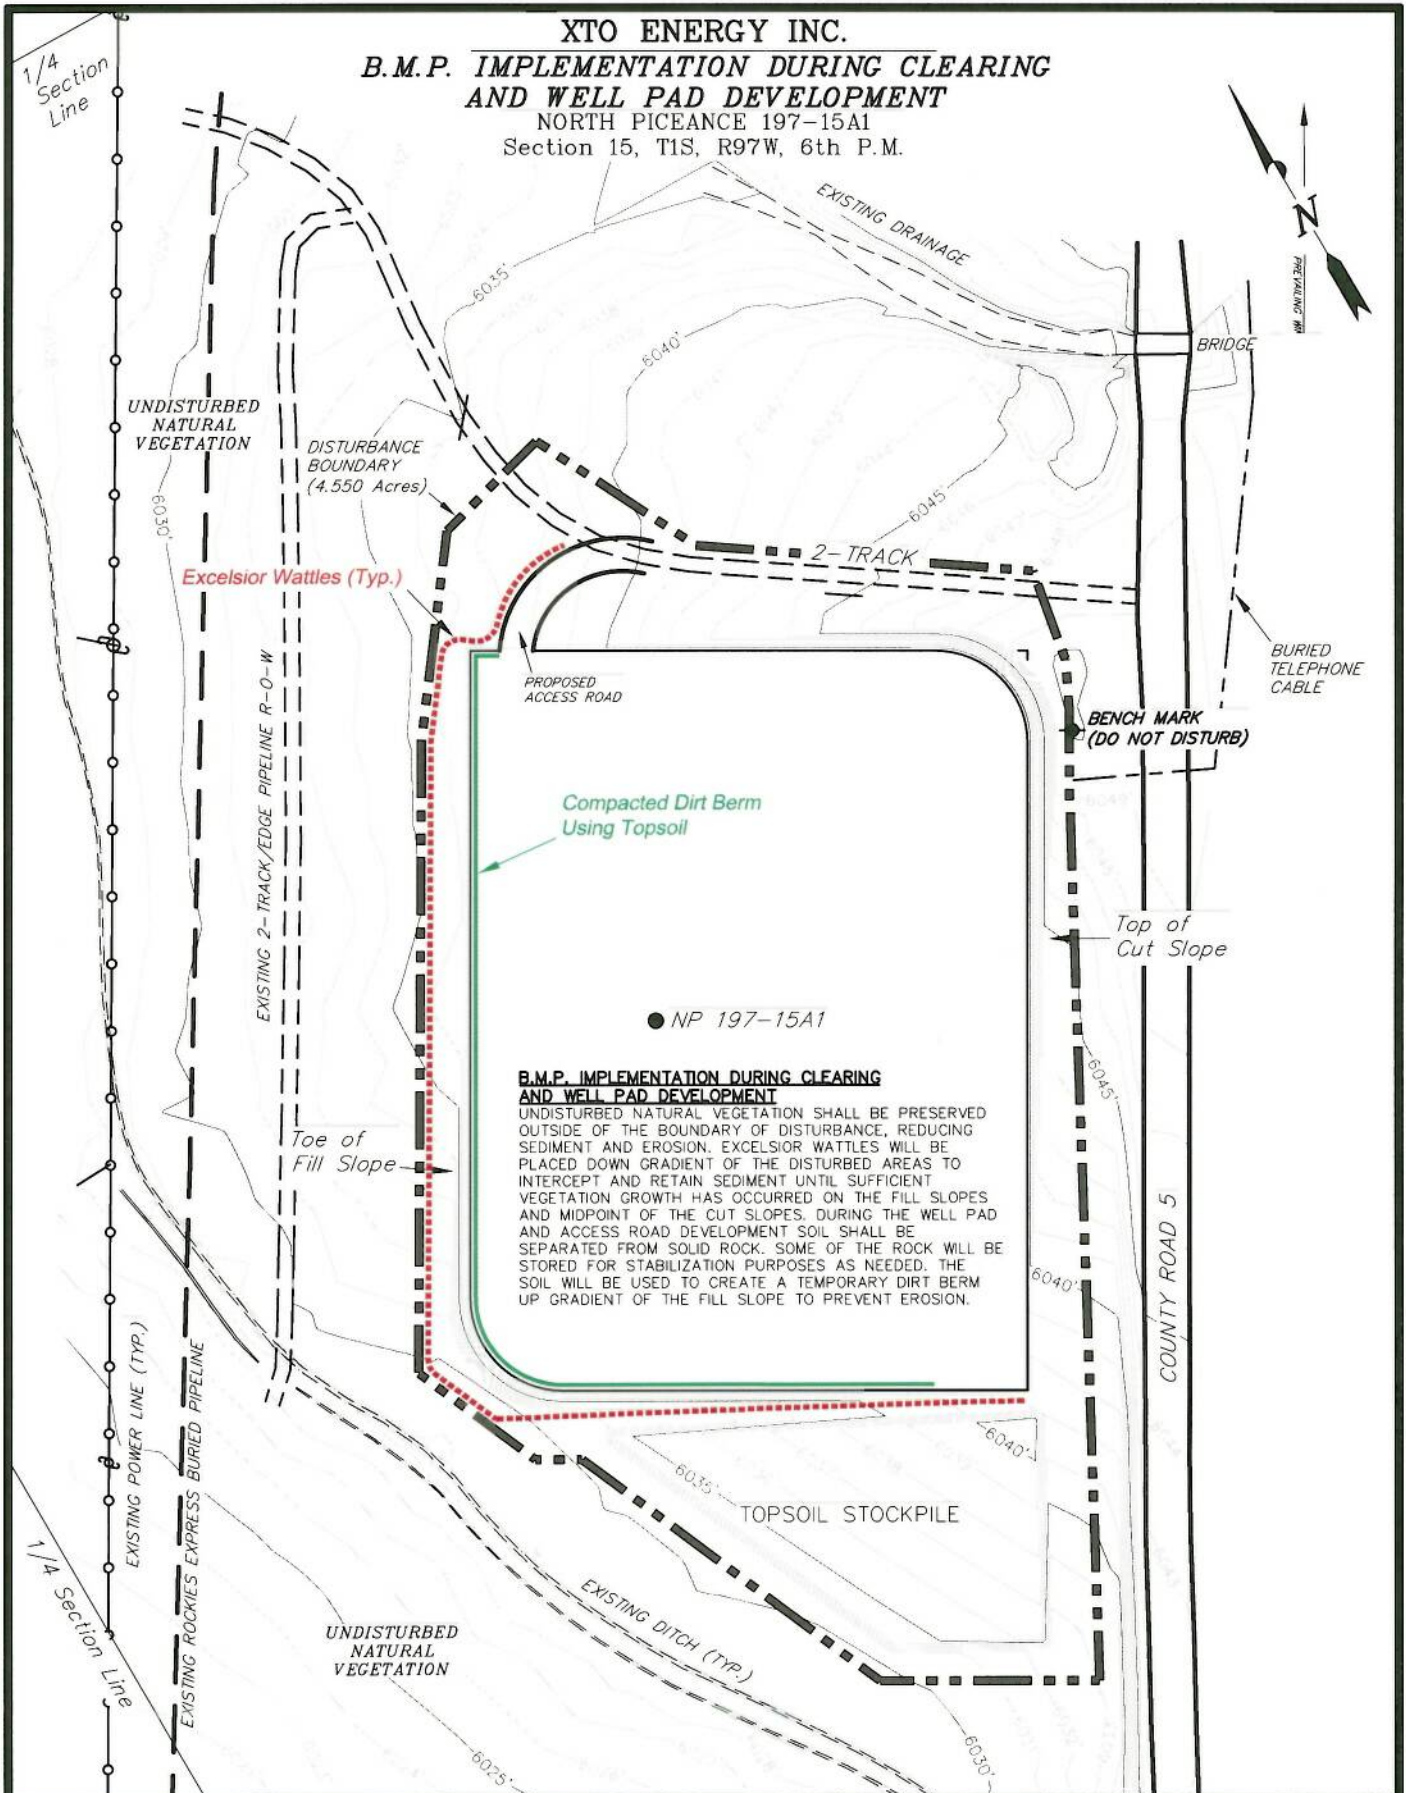 XTO ENERGY INC.
B.M.P. IMPLEMENTATION DURING CLEARING
AND WELL PAD DEVELOPMENT
NORTH PICEANCE 197-15A1
Section 15, T1S, R97W, 6th P.M.
1/4
Section
Line
EXISTING DRAINAGE
N
PREVAILING
6035'
6040'
BRIDGE
UNDISTURBED
NATURAL
VEGETATION
DISTURBANCE
BOUNDARY
(4.550 Acres)
6030'
6045'
2-TRACK
Excelsior Wattles (Typ.)
BURIED
TELEPHONE
CABLE
PROPOSED
ACCESS ROAD
BENCH MARK
(DO NOT DISTURB)
EXISTING 2-TRACK/EDGE PIPELINE R-O-W
6049
Compacted Dirt Berm
Using Topsoil
Top of
Cut Slope
NP 197-15A1
6045'
B.M.P. IMPLEMENTATION DURING CLEARING
AND WELL PAD DEVELOPMENT
UNDISTURBED NATURAL VEGETATION SHALL BE PRESERVED
OUTSIDE OF THE BOUNDARY OF DISTURBANCE, REDUCING
SEDIMENT AND EROSION. EXCELSIOR WATTLES WILL BE
PLACED DOWN GRADIENT OF THE DISTURBED AREAS TO
INTERCEPT AND RETAIN SEDIMENT UNTIL SUFFICIENT
VEGETATION GROWTH HAS OCCURRED ON THE FILL SLOPES
AND MIDPOINT OF THE CUT SLOPES. DURING THE WELL PAD
AND ACCESS ROAD DEVELOPMENT SOIL SHALL BE
SEPARATED FROM SOLID ROCK. SOME OF THE ROCK WILL BE
STORED FOR STABILIZATION PURPOSES AS NEEDED. THE
SOIL WILL BE USED TO CREATE A TEMPORARY DIRT BERM
UP GRADIENT OF THE FILL SLOPE TO PREVENT EROSION.
Toe of
Fill Slope
6040'
COUNTY ROAD 5
EXISTING POWER LINE (TYP.)
EXISTING ROCKIES EXPRESS BURIED PIPELINE
6040'
6035'
TOPSOIL STOCKPILE
1/4 Section Line
EXISTING DITCH (TYP.)
UNDISTURBED
NATURAL
VEGETATION
6025'
6030'